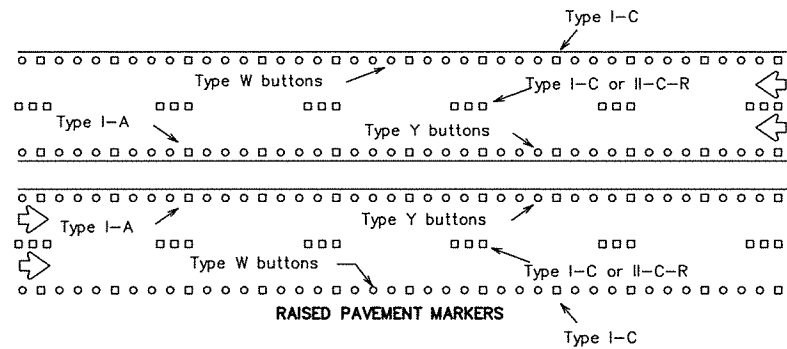 Type I-C
Type W buttons
Type I-C or II-C-R
Type I-A
Type Y buttons
Type I-A
Type Y buttons
Type W buttons
Type I-C or II-C-R
RAISED PAVEMENT MARKERS
Type I-C